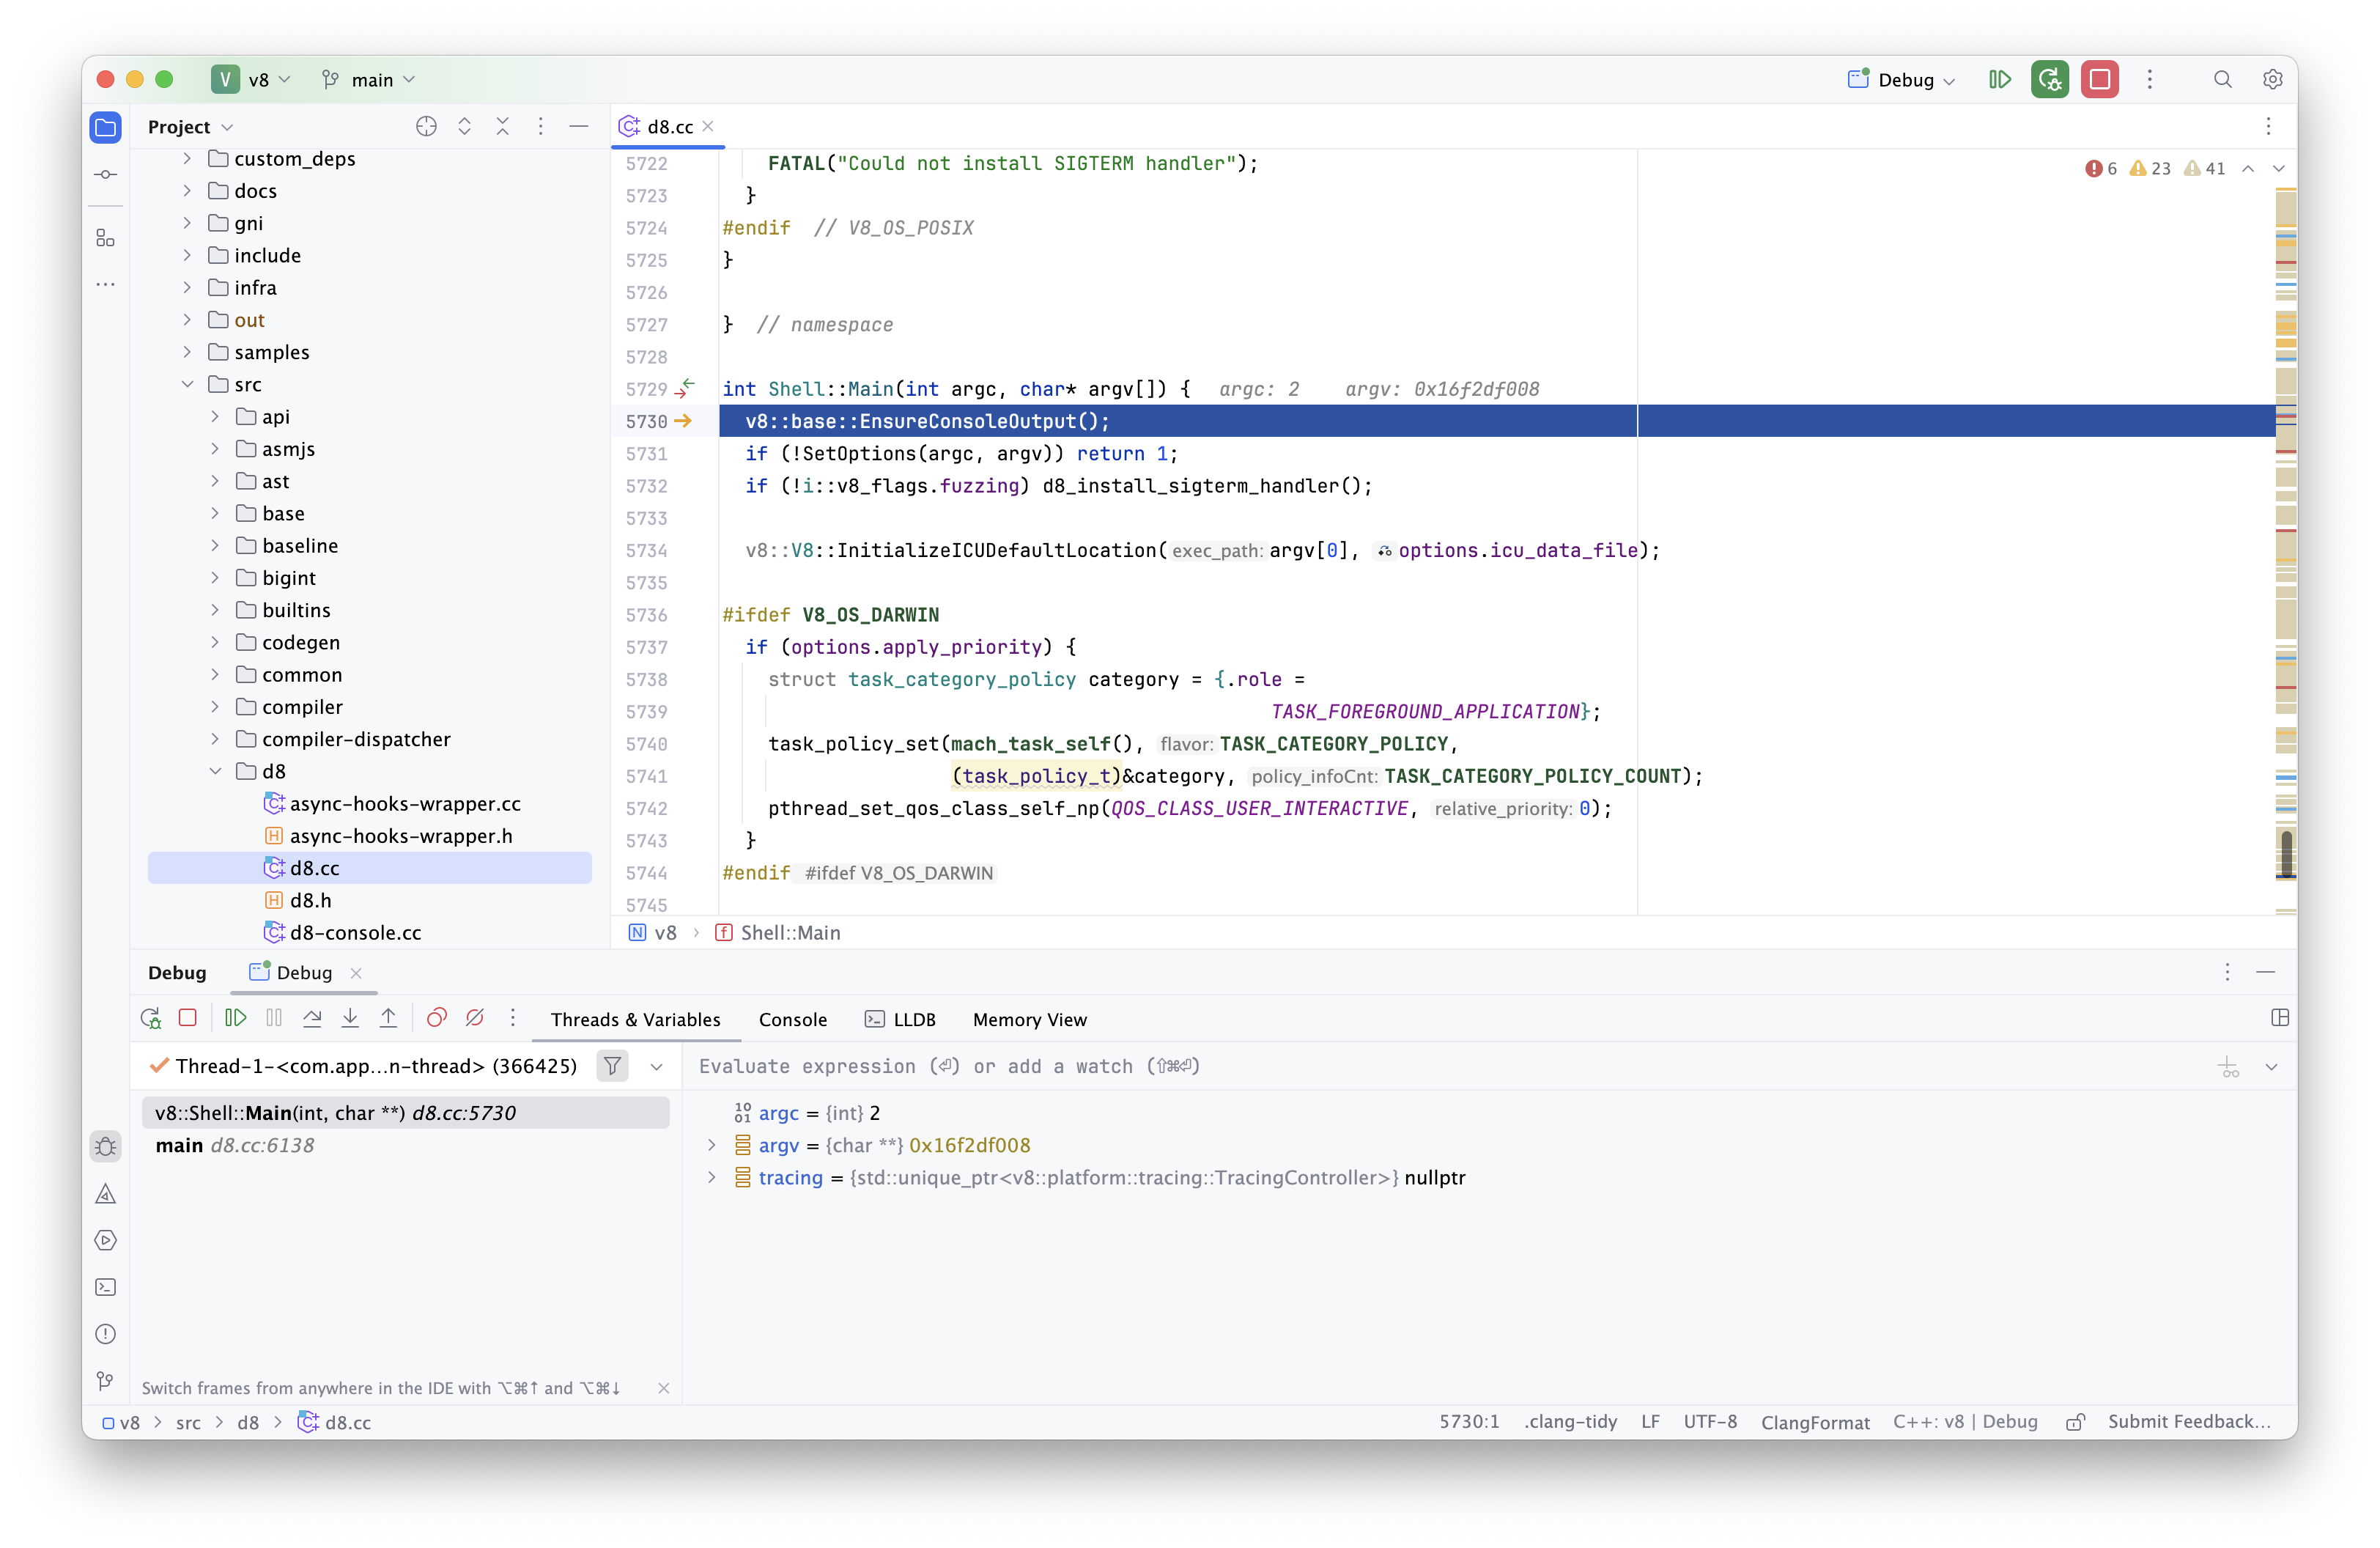 V v8 main Debug
Project
d8.cc
custom_deps
docs
gni
include
infra
out
samples
src
api
asmjs
ast
base
baseline
bigint
builtins
codegen
common
compiler
compiler-dispatcher
d8
async-hooks-wrapper.cc
H async-hooks-wrapper.h
d8.cc
H d8.h
d8-console.cc
6 23 41
5722 FATAL("Could not install SIGTERM handler");
5723 }
5724 #endif // V8_OS_POSIX
5725 }
5726
5727 } // namespace
5728
5729 int Shell::Main(int argc, char* argv[]) { argc: 2 argv: 0x16f2df008
5730 v8::base::EnsureConsoleOutput();
5731 if (!SetOptions(argc, argv)) return 1;
5732 if (!i::v8_flags.fuzzing) d8_install_sigterm_handler();
5733
5734 v8::V8::InitializeICUDefaultLocation(exec_path: argv[0], options.icu_data_file);
5735
5736 #ifdef V8_OS_DARWIN
5737 if (options.apply_priority) {
5738 struct task_category_policy category = {.role =
5739 TASK_FOREGROUND_APPLICATION};
5740 task_policy_set(mach_task_self(), flavor: TASK_CATEGORY_POLICY,
5741 (task_policy_t)&category, policy_infoCnt: TASK_CATEGORY_POLICY_COUNT);
5742 pthread_set_qos_class_self_np(QOS_CLASS_USER_INTERACTIVE, relative_priority: 0);
5743 }
5744 #endif #ifdef V8_OS_DARWIN
5745
N v8 › f Shell::Main
Debug Debug
Threads & Variables Console LLDB Memory View
Thread-1-<com.app...n-thread> (366425)
v8::Shell::Main(int, char **) d8.cc:5730
main d8.cc:6138
Evaluate expression (⏎) or add a watch (⇧⌘⏎)
argc = {int} 2
argv = {char **} 0x16f2df008
tracing = {std::unique_ptr<v8::platform::tracing::TracingController>} nullptr
Switch frames from anywhere in the IDE with ⌥⌘↑ and ⌥⌘↓
v8 > src > d8 > d8.cc
5730:1 .clang-tidy LF UTF-8 ClangFormat C++: v8 | Debug Submit Feedback...